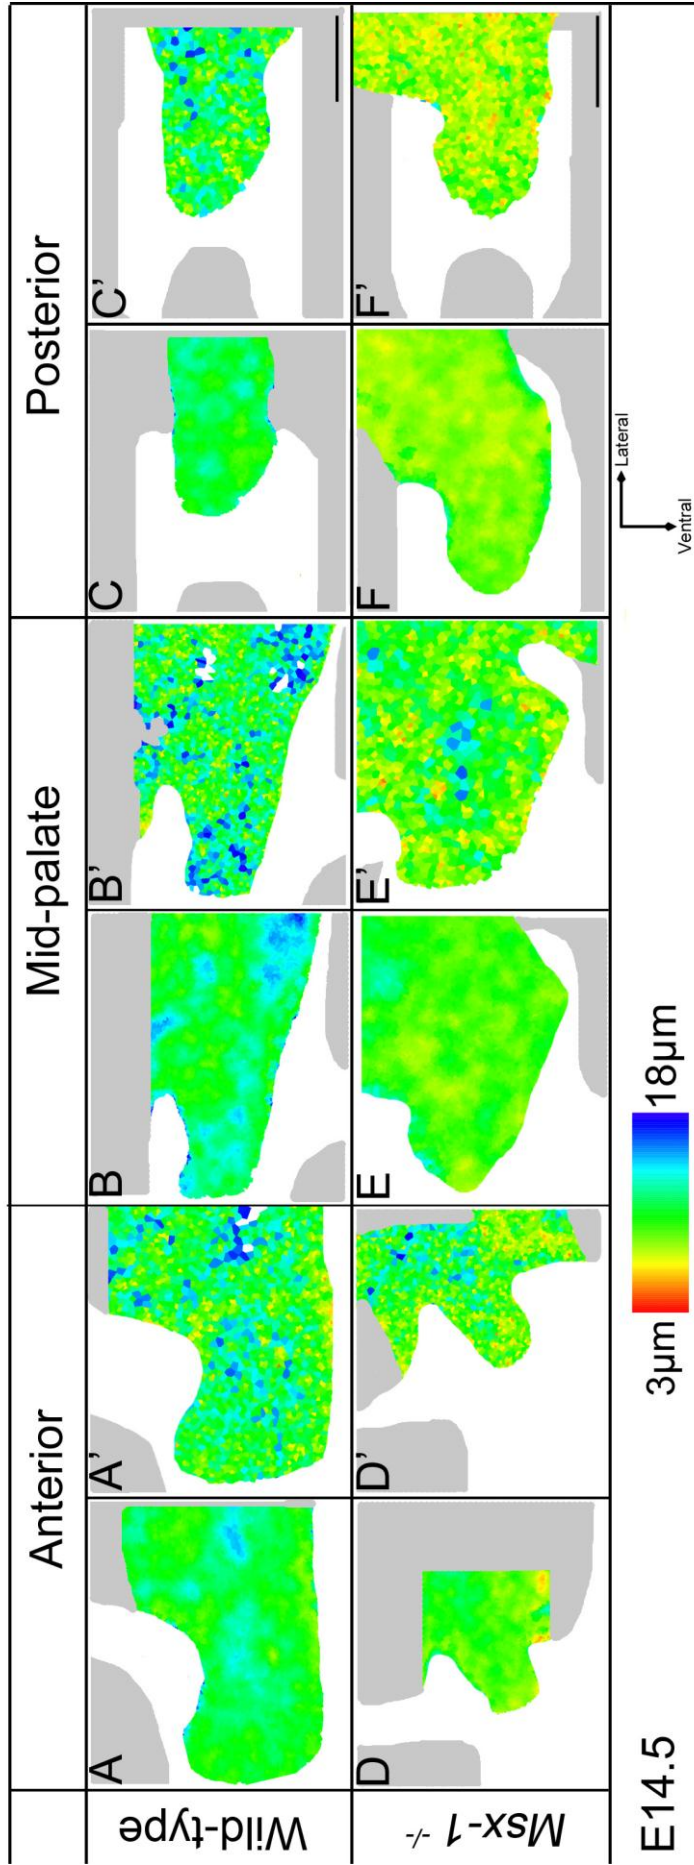 Anterior Mid-palate Posterior
Wild-type
A A’ B B’ C C’
Msx-1 -/-
D D’ E E’ F F’
E14.5
3µm 18µm
Lateral
Ventral